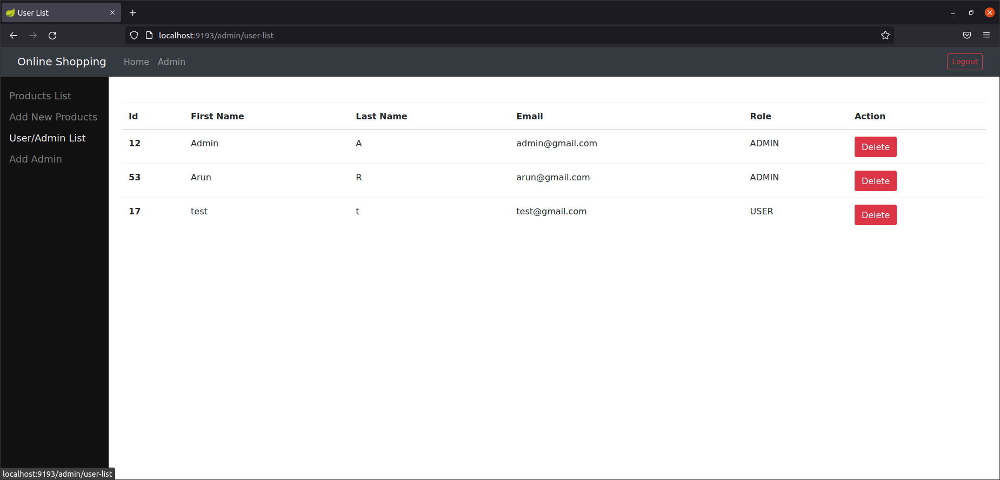 User List
localhost:9193/admin/user-list
Online Shopping Home Admin Logout
Products List
Add New Products
User/Admin List
Add Admin
Id First Name Last Name Email Role Action
12 Admin A admin@gmail.com ADMIN Delete
53 Arun R arun@gmail.com ADMIN Delete
17 test t test@gmail.com USER Delete
localhost:9193/admin/user-list